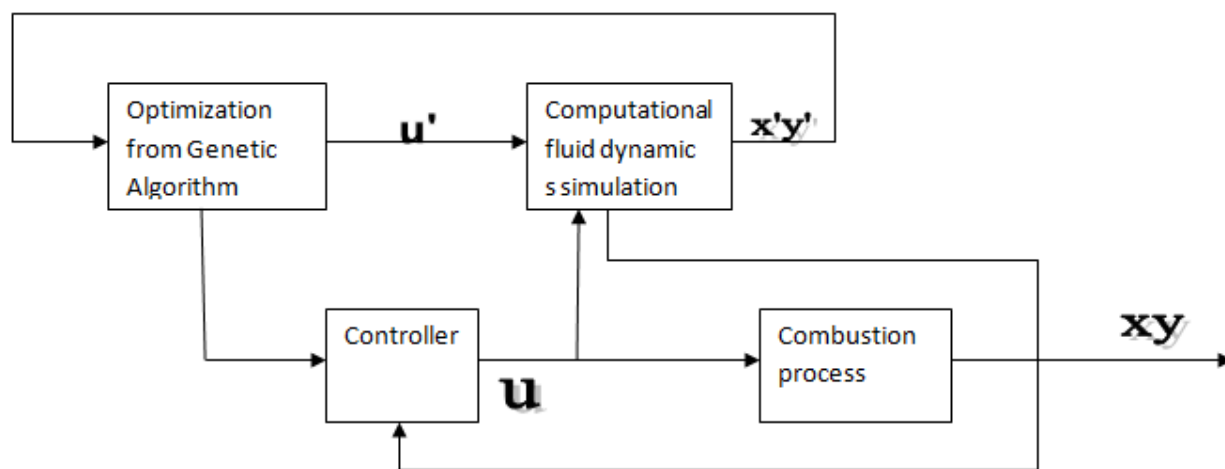 Optimization
from Genetic
Algorithm
u'
Computational
fluid dynamic
s simulation
x'y'
Controller
u
Combustion
process
xy